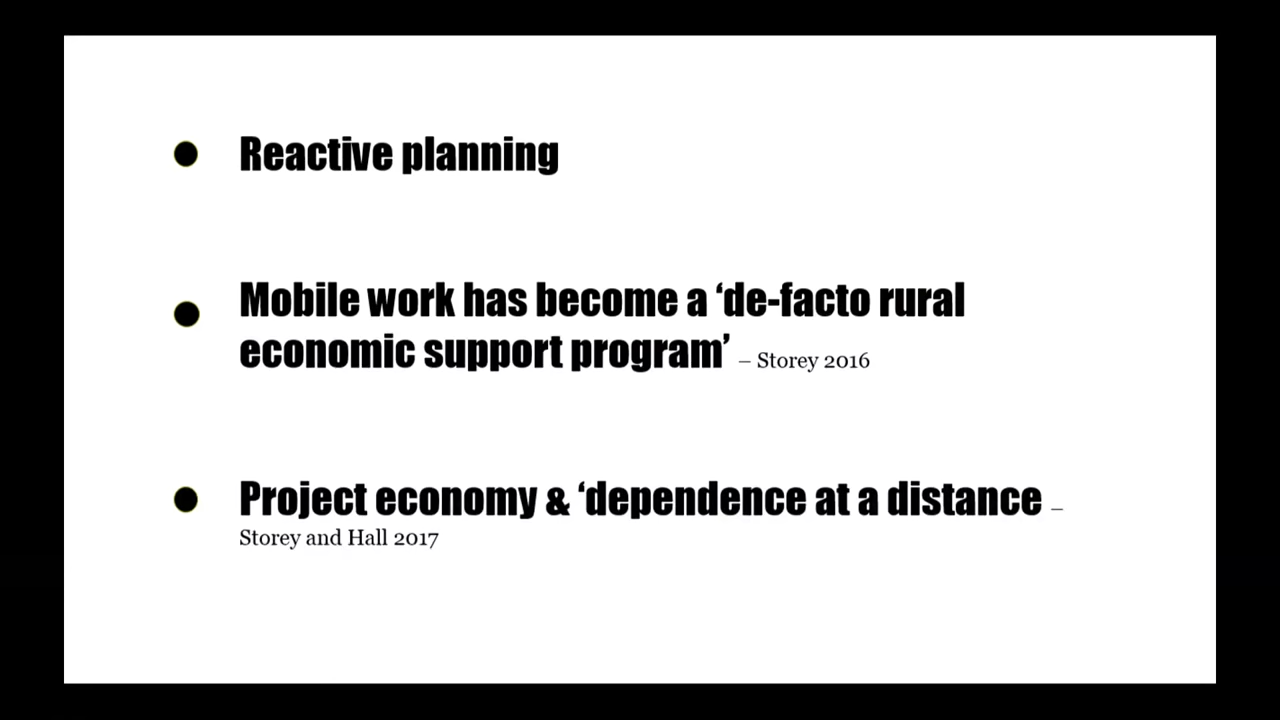 Reactive planning
Mobile work has become a ‘de-facto rural
economic support program’ – Storey 2016
Project economy & ‘dependence at a distance –
Storey and Hall 2017